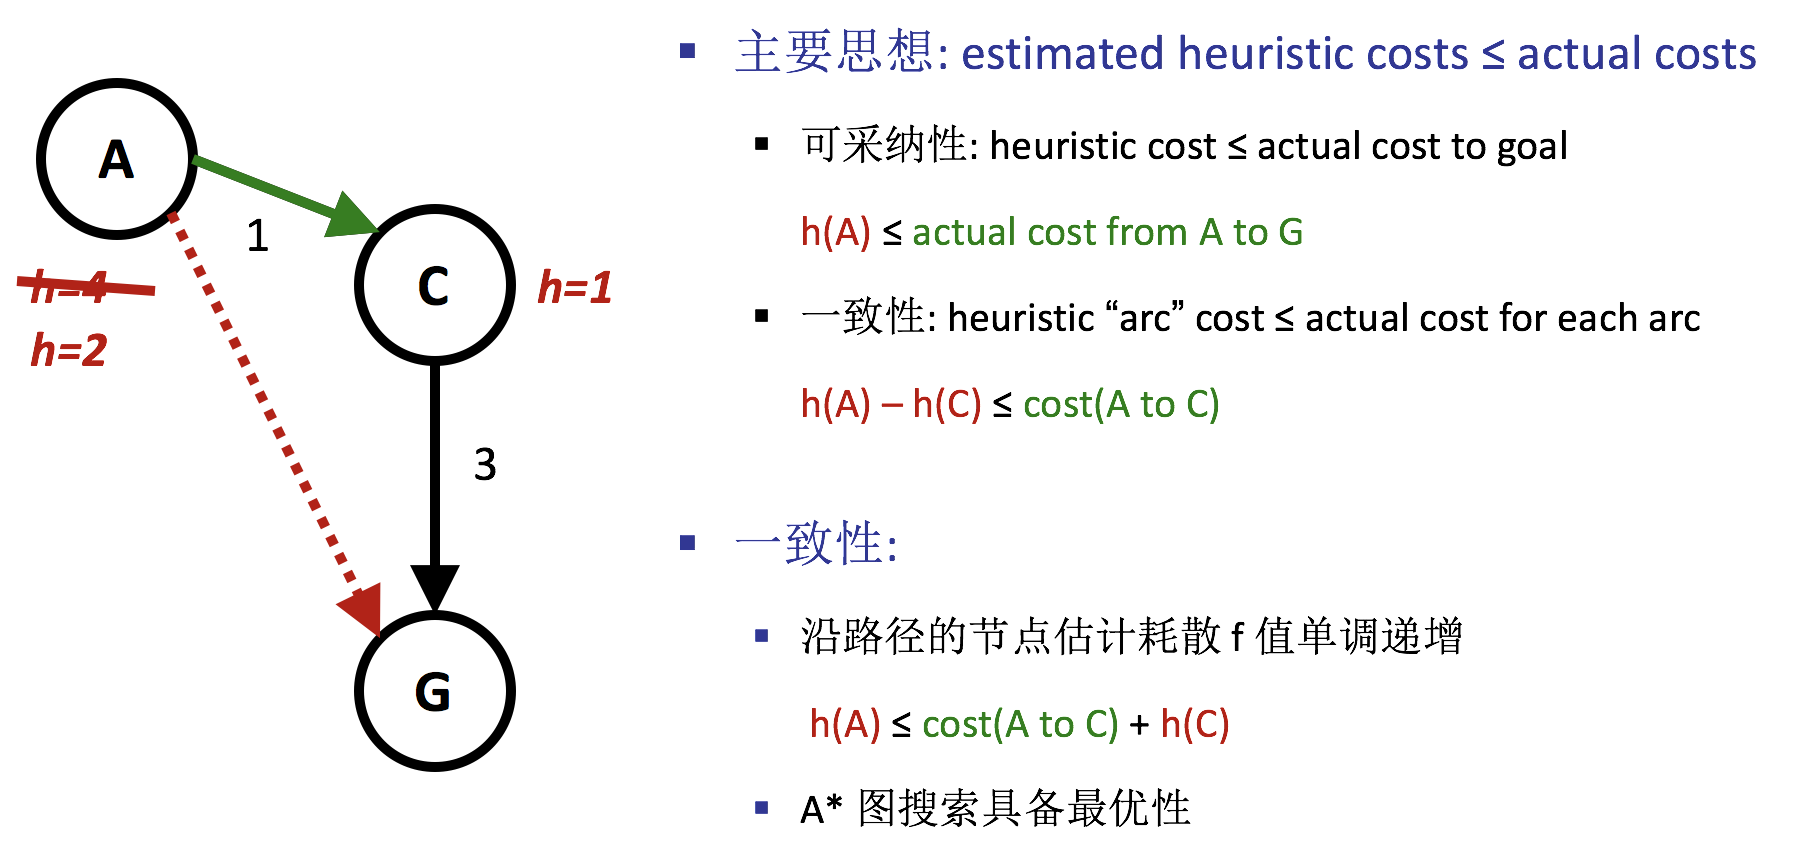 A
1
C
h=4
h=1
h=2
3
G
主要思想: estimated heuristic costs ≤ actual costs
可采纳性: heuristic cost ≤ actual cost to goal
h(A) ≤ actual cost from A to G
一致性: heuristic “arc” cost ≤ actual cost for each arc
h(A) – h(C) ≤ cost(A to C)
一致性:
沿路径的节点估计耗散 f 值单调递增
h(A) ≤ cost(A to C) + h(C)
A* 图搜索具备最优性